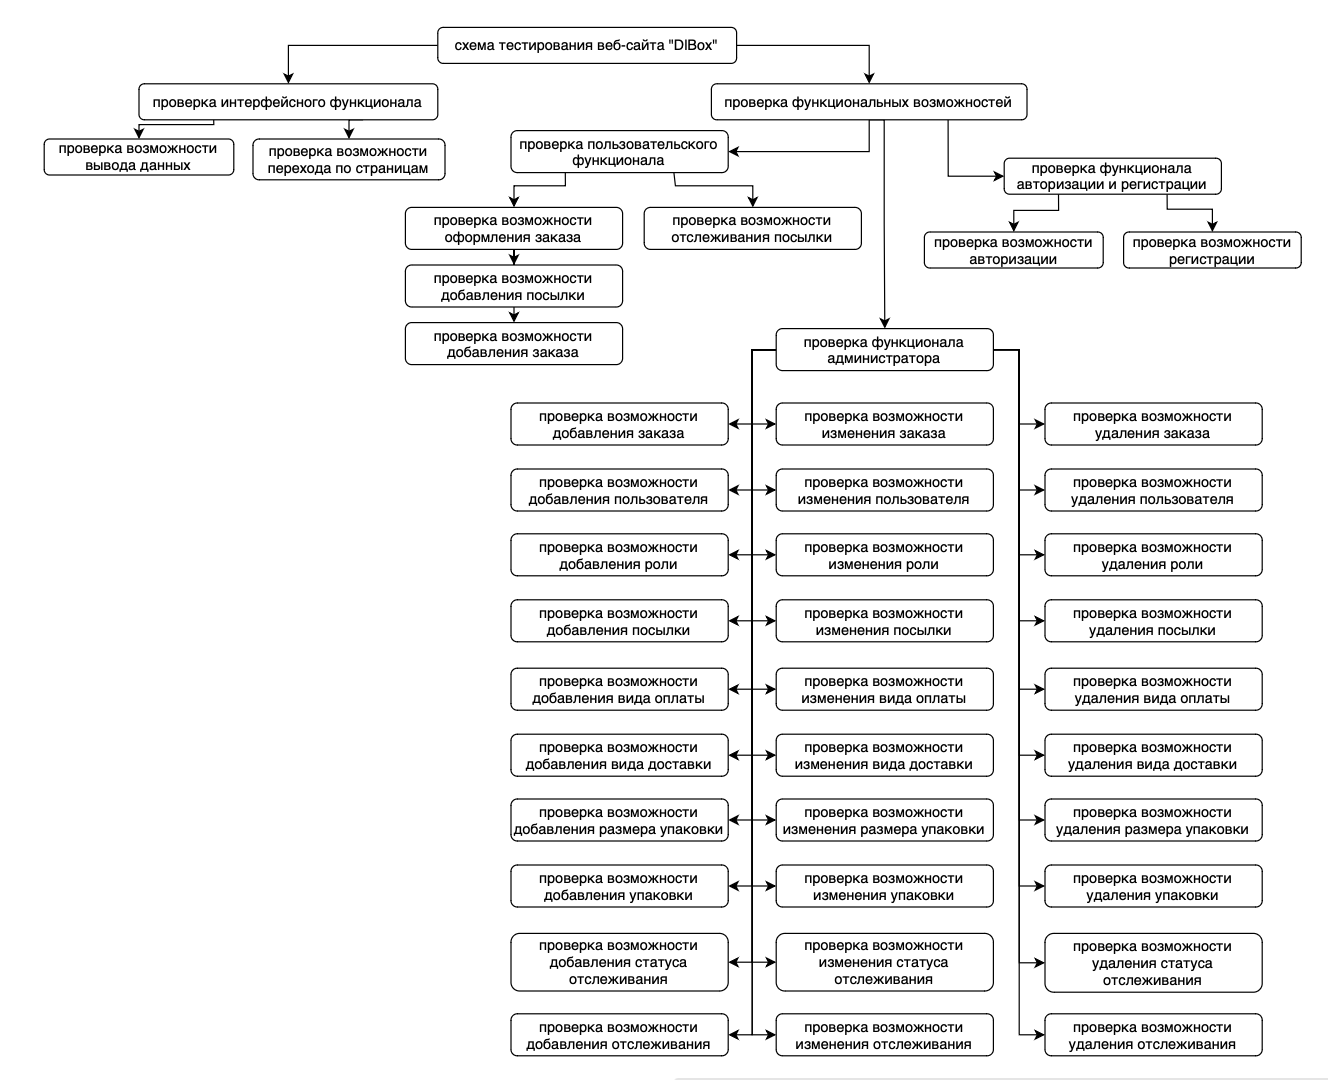 схема тестирования веб-сайта "DIBox"
проверка интерфейсного функционала
проверка функциональных возможностей
проверка возможности
вывода данных
проверка возможности
перехода по страницам
проверка пользовательского
функционала
проверка функционала
авторизации и регистрации
проверка возможности
оформления заказа
проверка возможности
отслеживания посылки
проверка возможности
авторизации
проверка возможности
регистрации
проверка возможности
добавления посылки
проверка возможности
добавления заказа
проверка функционала
администратора
проверка возможности
добавления заказа
проверка возможности
изменения заказа
проверка возможности
удаления заказа
проверка возможности
добавления пользователя
проверка возможности
изменения пользователя
проверка возможности
удаления пользователя
проверка возможности
добавления роли
проверка возможности
изменения роли
проверка возможности
удаления роли
проверка возможности
добавления посылки
проверка возможности
изменения посылки
проверка возможности
удаления посылки
проверка возможности
добавления вида оплаты
проверка возможности
изменения вида оплаты
проверка возможности
удаления вида оплаты
проверка возможности
добавления вида доставки
проверка возможности
изменения вида доставки
проверка возможности
удаления вида доставки
проверка возможности
добавления размера упаковки
проверка возможности
изменения размера упаковки
проверка возможности
удаления размера упаковки
проверка возможности
добавления упаковки
проверка возможности
изменения упаковки
проверка возможности
удаления упаковки
проверка возможности
добавления статуса
отслеживания
проверка возможности
изменения статуса
отслеживания
проверка возможности
удаления статуса
отслеживания
проверка возможности
добавления отслеживания
проверка возможности
изменения отслеживания
проверка возможности
удаления отслеживания